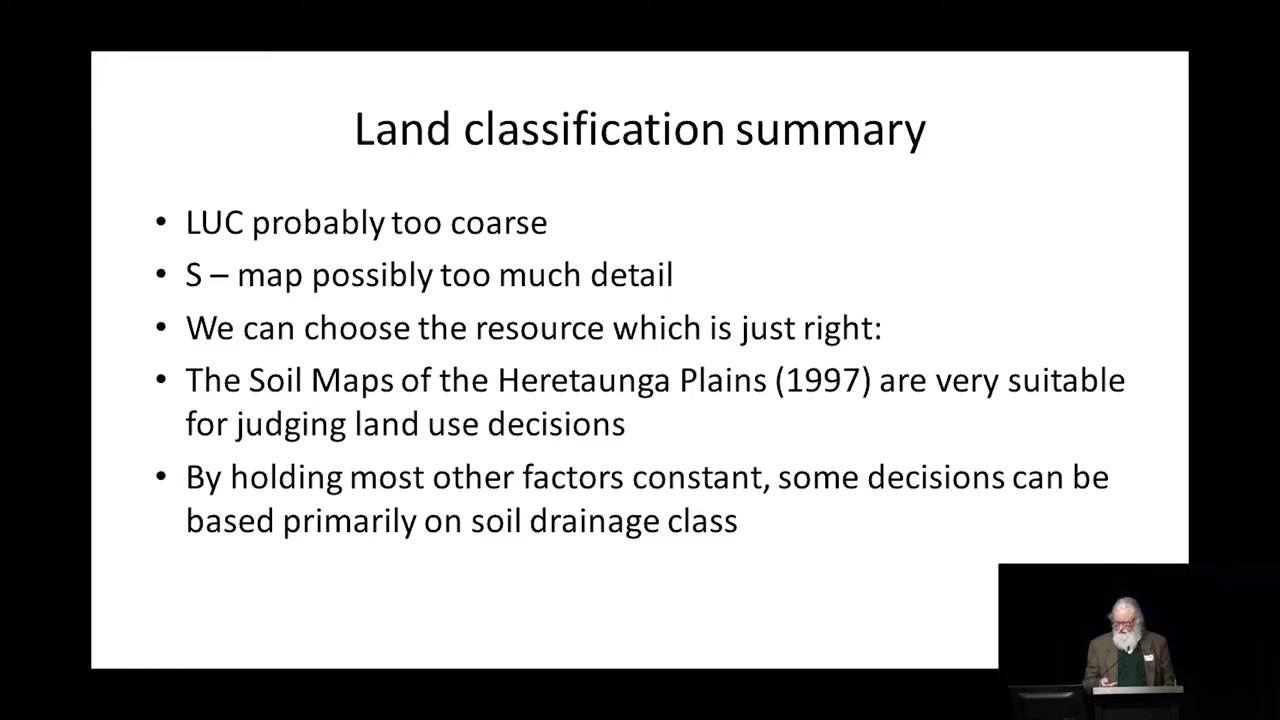 Land classification summary
• LUC probably too coarse
• S – map possibly too much detail
• We can choose the resource which is just right:
• The Soil Maps of the Heretaunga Plains (1997) are very suitable
for judging land use decisions
• By holding most other factors constant, some decisions can be
based primarily on soil drainage class